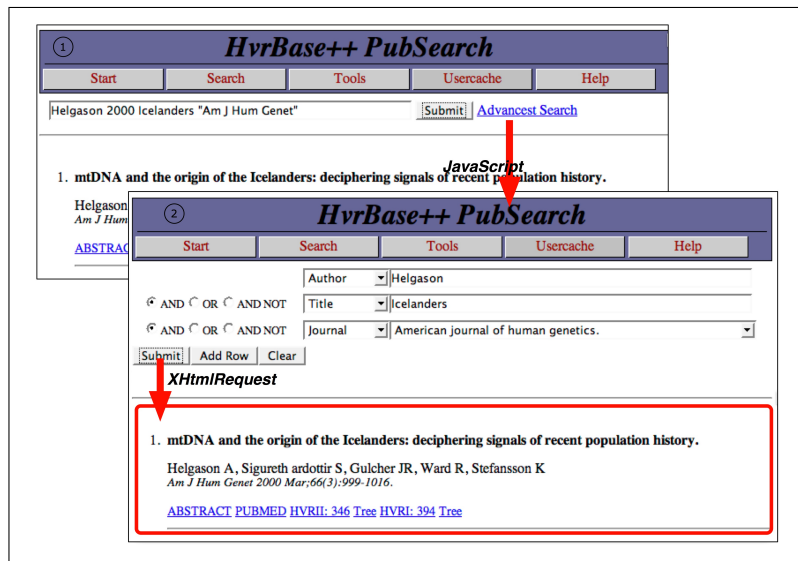 1
HvrBase++ PubSearch
Start Search Tools Usercache Help
Helgason 2000 Icelanders "Am J Hum Genet" Submit Advancest Search
JavaScript
1. mtDNA and the origin of the Icelanders: deciphering signals of recent population history.
Helgason
Am J Hum
ABSTRAC
2
HvrBase++ PubSearch
Start Search Tools Usercache Help
Author Helgason
AND OR AND NOT Title Icelanders
AND OR AND NOT Journal American journal of human genetics.
Submit Add Row Clear
XHtmlRequest
1. mtDNA and the origin of the Icelanders: deciphering signals of recent population history.
Helgason A, Sigureth ardottir S, Gulcher JR, Ward R, Stefansson K
Am J Hum Genet 2000 Mar;66(3):999-1016.
ABSTRACT PUBMED HVRII: 346 Tree HVRI: 394 Tree